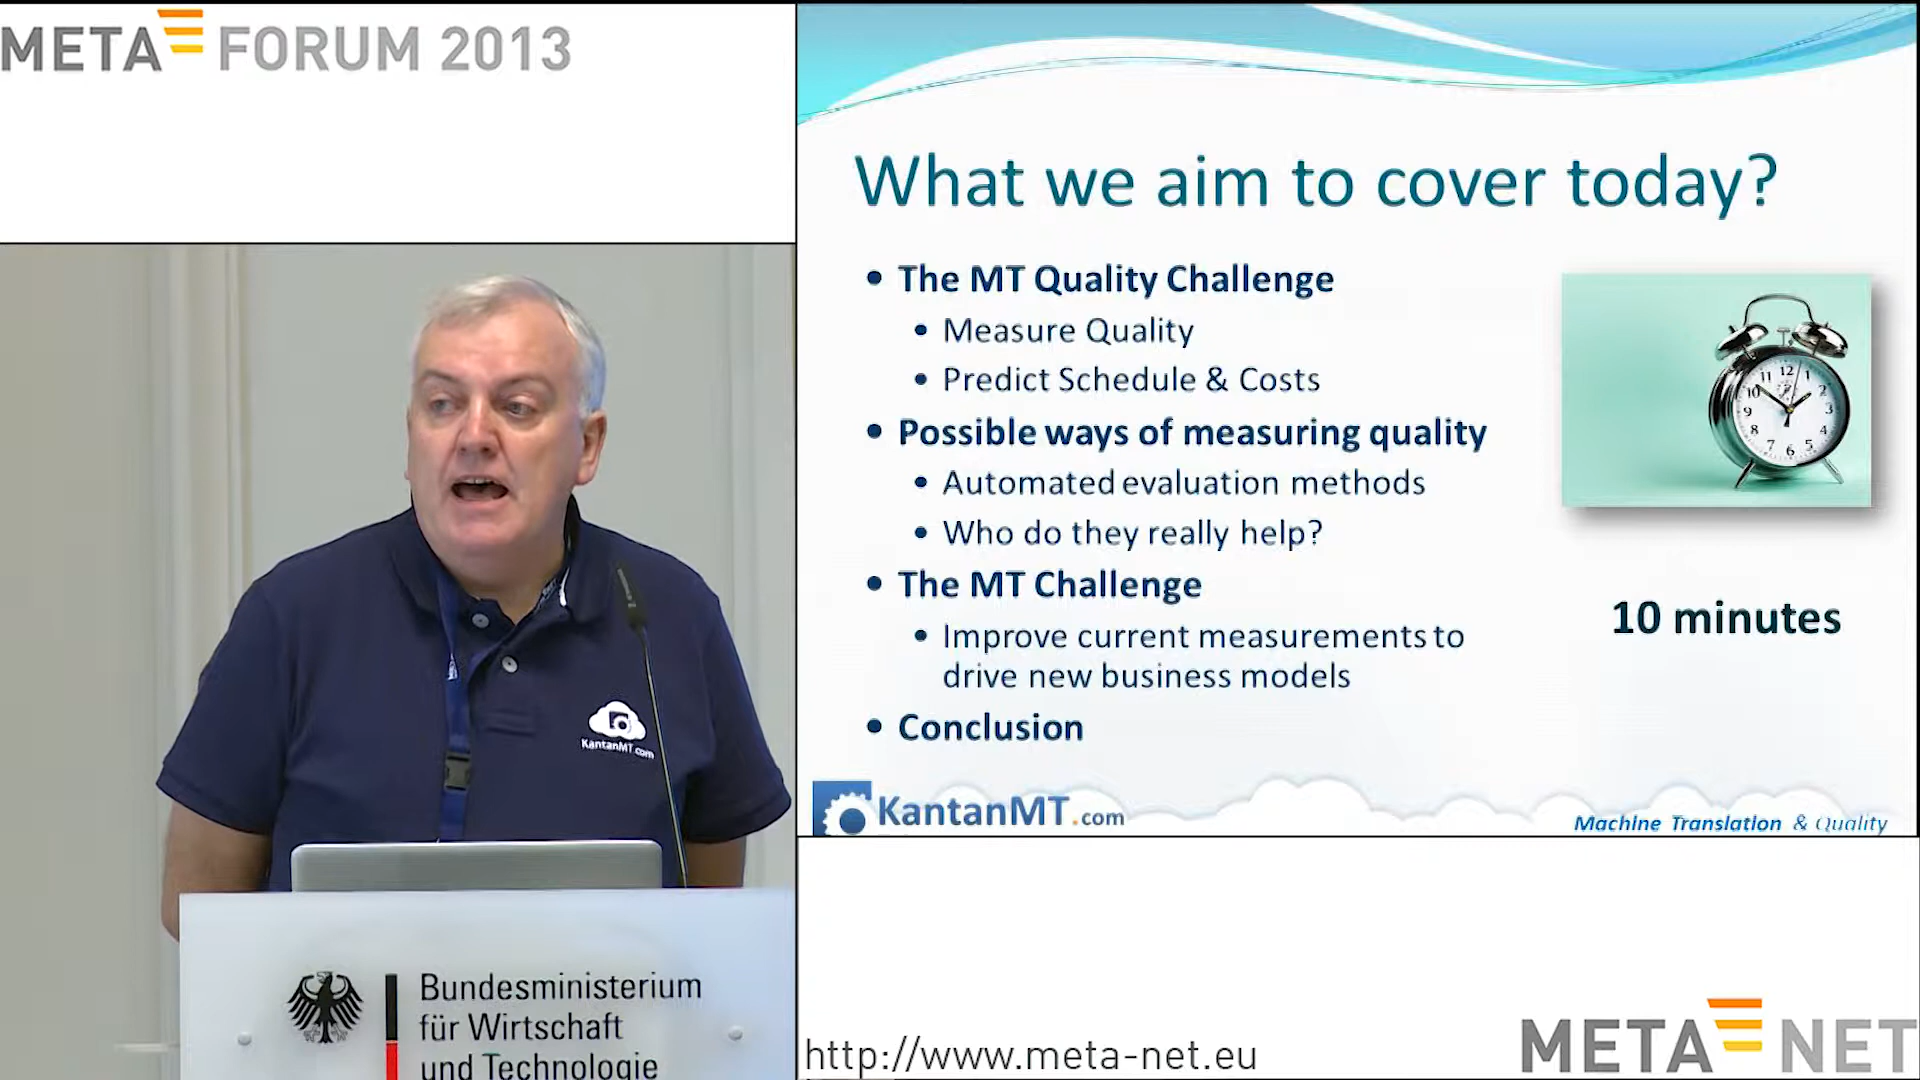 META FORUM 2013
What we aim to cover today?
• The MT Quality Challenge
• Measure Quality
• Predict Schedule & Costs
• Possible ways of measuring quality
• Automated evaluation methods
• Who do they really help?
• The MT Challenge
• Improve current measurements to
drive new business models
• Conclusion
10 minutes
KantanMT.com
Machine Translation & Quality
KantanMT.com
Bundesministerium
für Wirtschaft
und Technologie
http://www.meta-net.eu
META NET